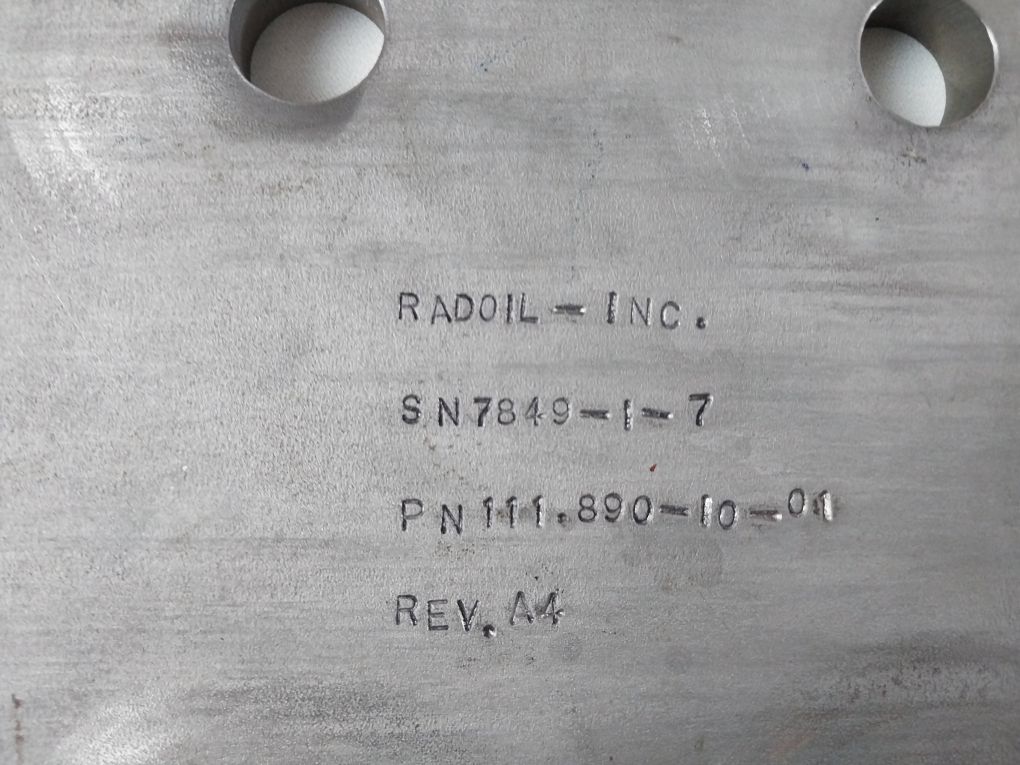 RADOIL-INC.
SN7849-1-7
PN111.890-10-01
REV.A4